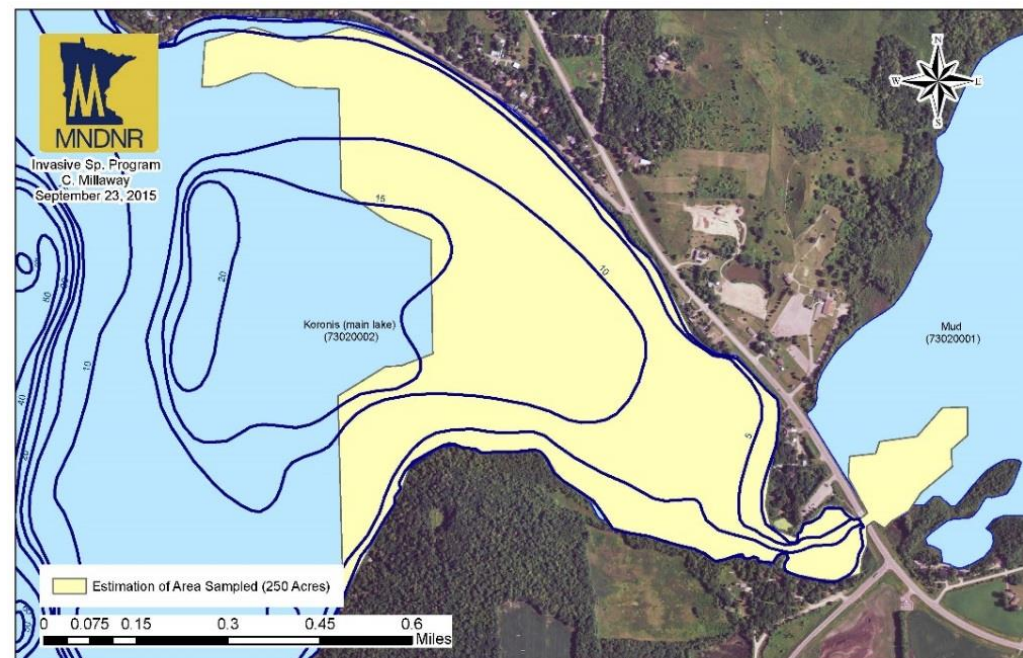 MNDNR
Invasive Sp. Program
C. Millaway
September 23, 2015
N
W
E
S
15
20
10
Koronis (main lake)
(73020002)
Mud
(73020001)
10
40
5
Estimation of Area Sampled (250 Acres)
0 0.075 0.15 0.3 0.45 0.6
Miles